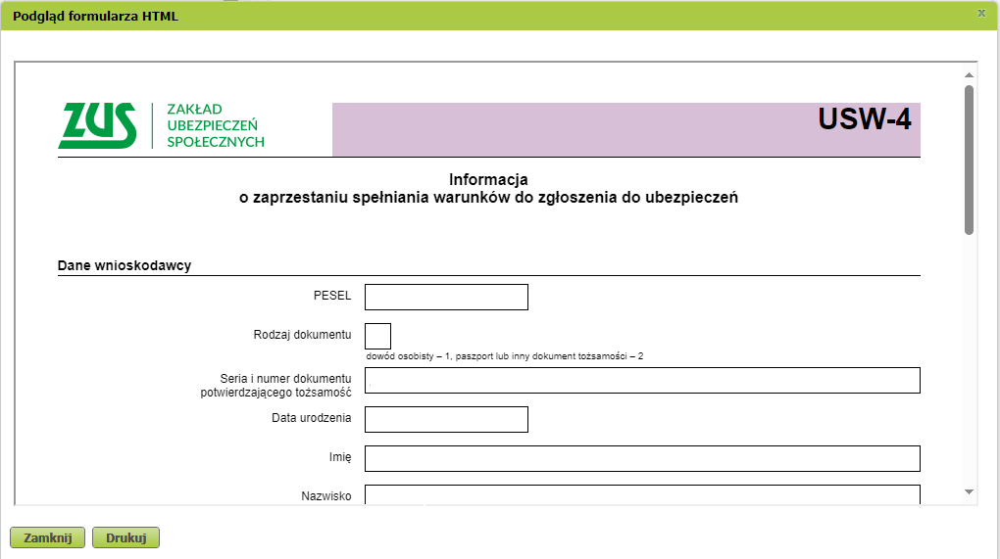 Podgląd formularza HTML
x
ZUS
ZAKŁAD
UBEZPIECZEŃ
SPOŁECZNYCH
USW-4
Informacja
o zaprzestaniu spełniania warunków do zgłoszenia do ubezpieczeń
Dane wnioskodawcy
PESEL
Rodzaj dokumentu
dowód osobisty – 1, paszport lub inny dokument tożsamości – 2
Seria i numer dokumentu
potwierdzającego tożsamość
Data urodzenia
Imię
Nazwisko
Zamknij
Drukuj